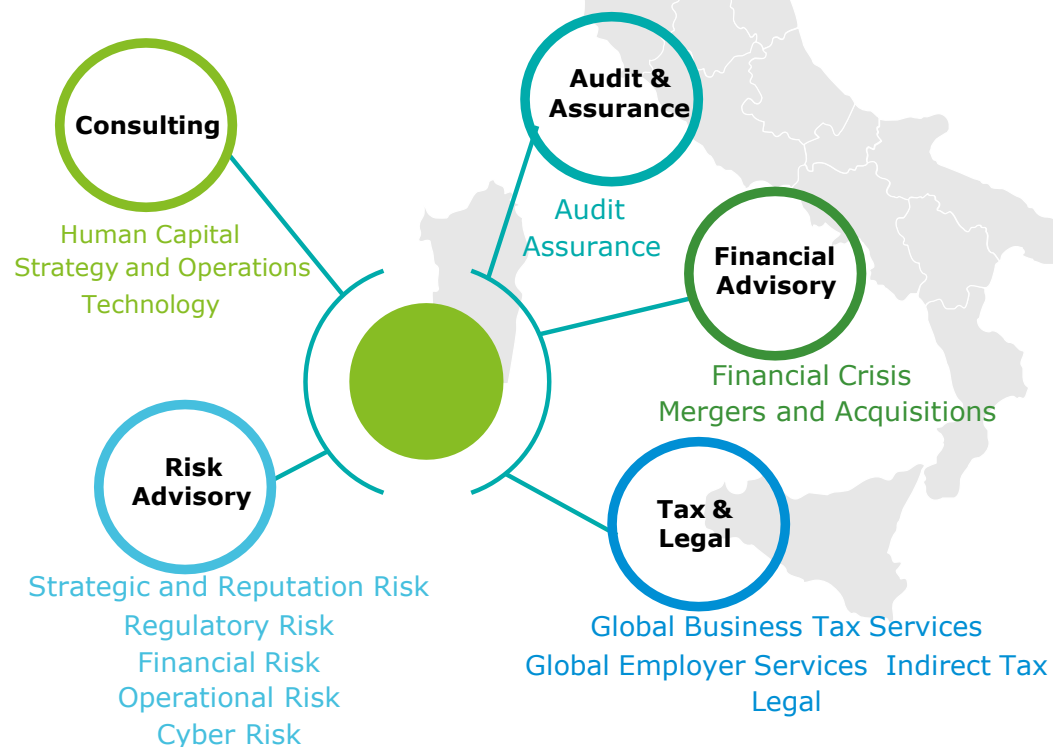 Consulting
Human Capital
Strategy and Operations
Technology
Audit &
Assurance
Audit
Assurance
Financial
Advisory
Financial Crisis
Mergers and Acquisitions
Risk
Advisory
Strategic and Reputation Risk
Regulatory Risk
Financial Risk
Operational Risk
Cyber Risk
Tax &
Legal
Global Business Tax Services
Global Employer Services Indirect Tax
Legal